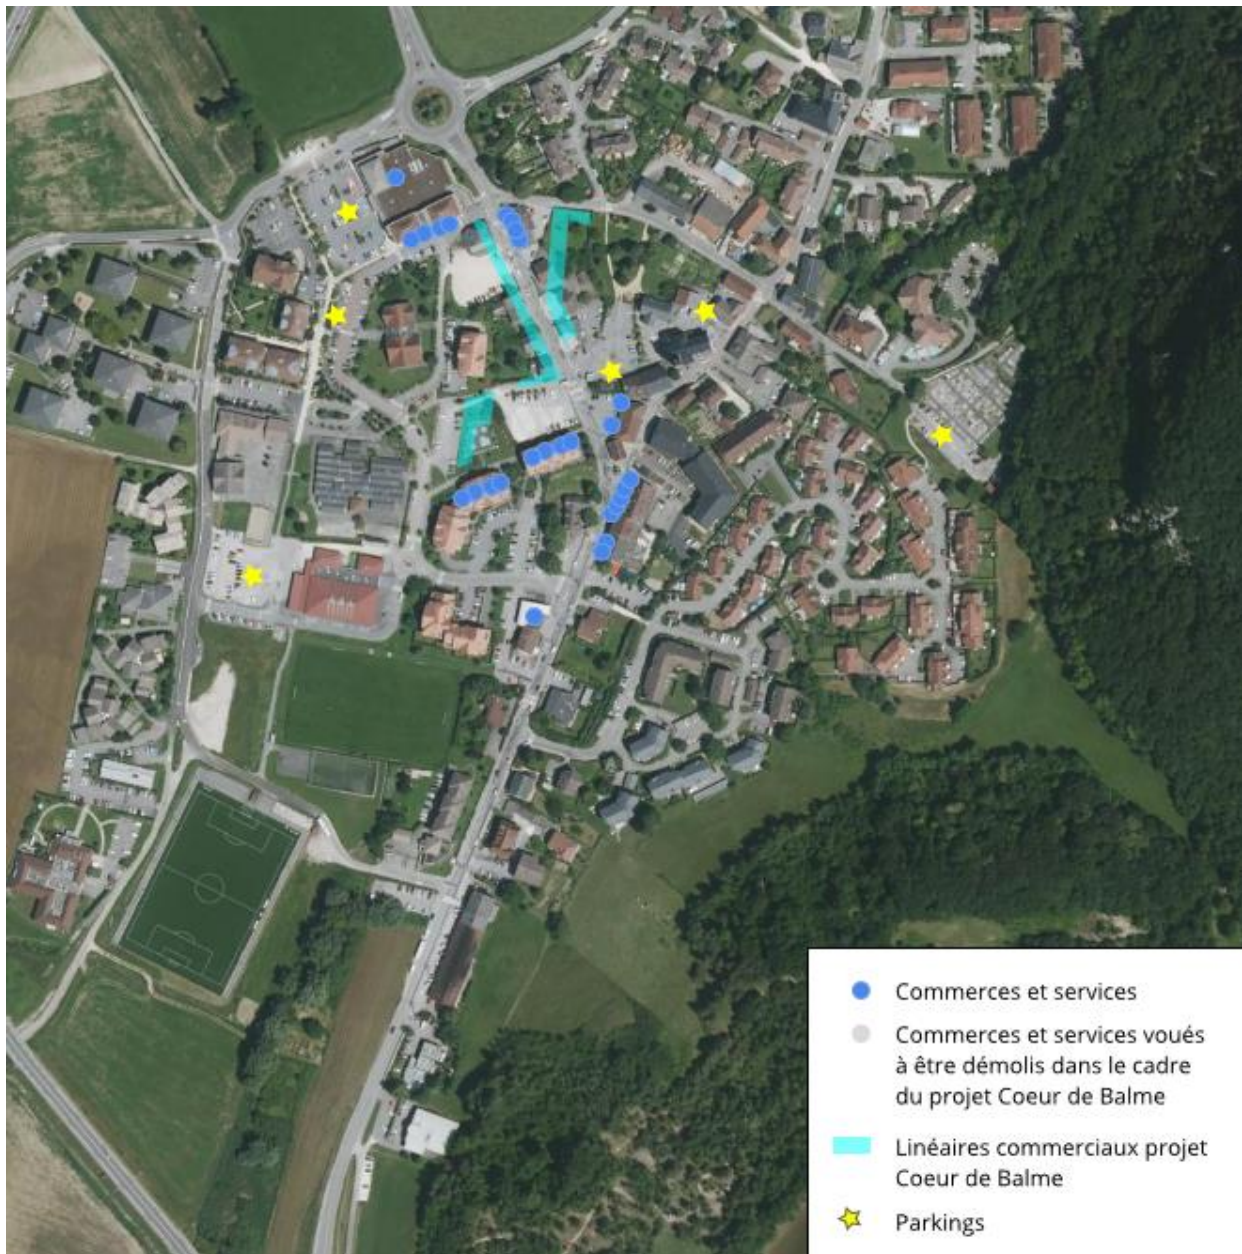 Commerces et services
Commerces et services voués
à être démolis dans le cadre
du projet Coeur de Balme
Linéaires commerciaux projet
Coeur de Balme
Parkings